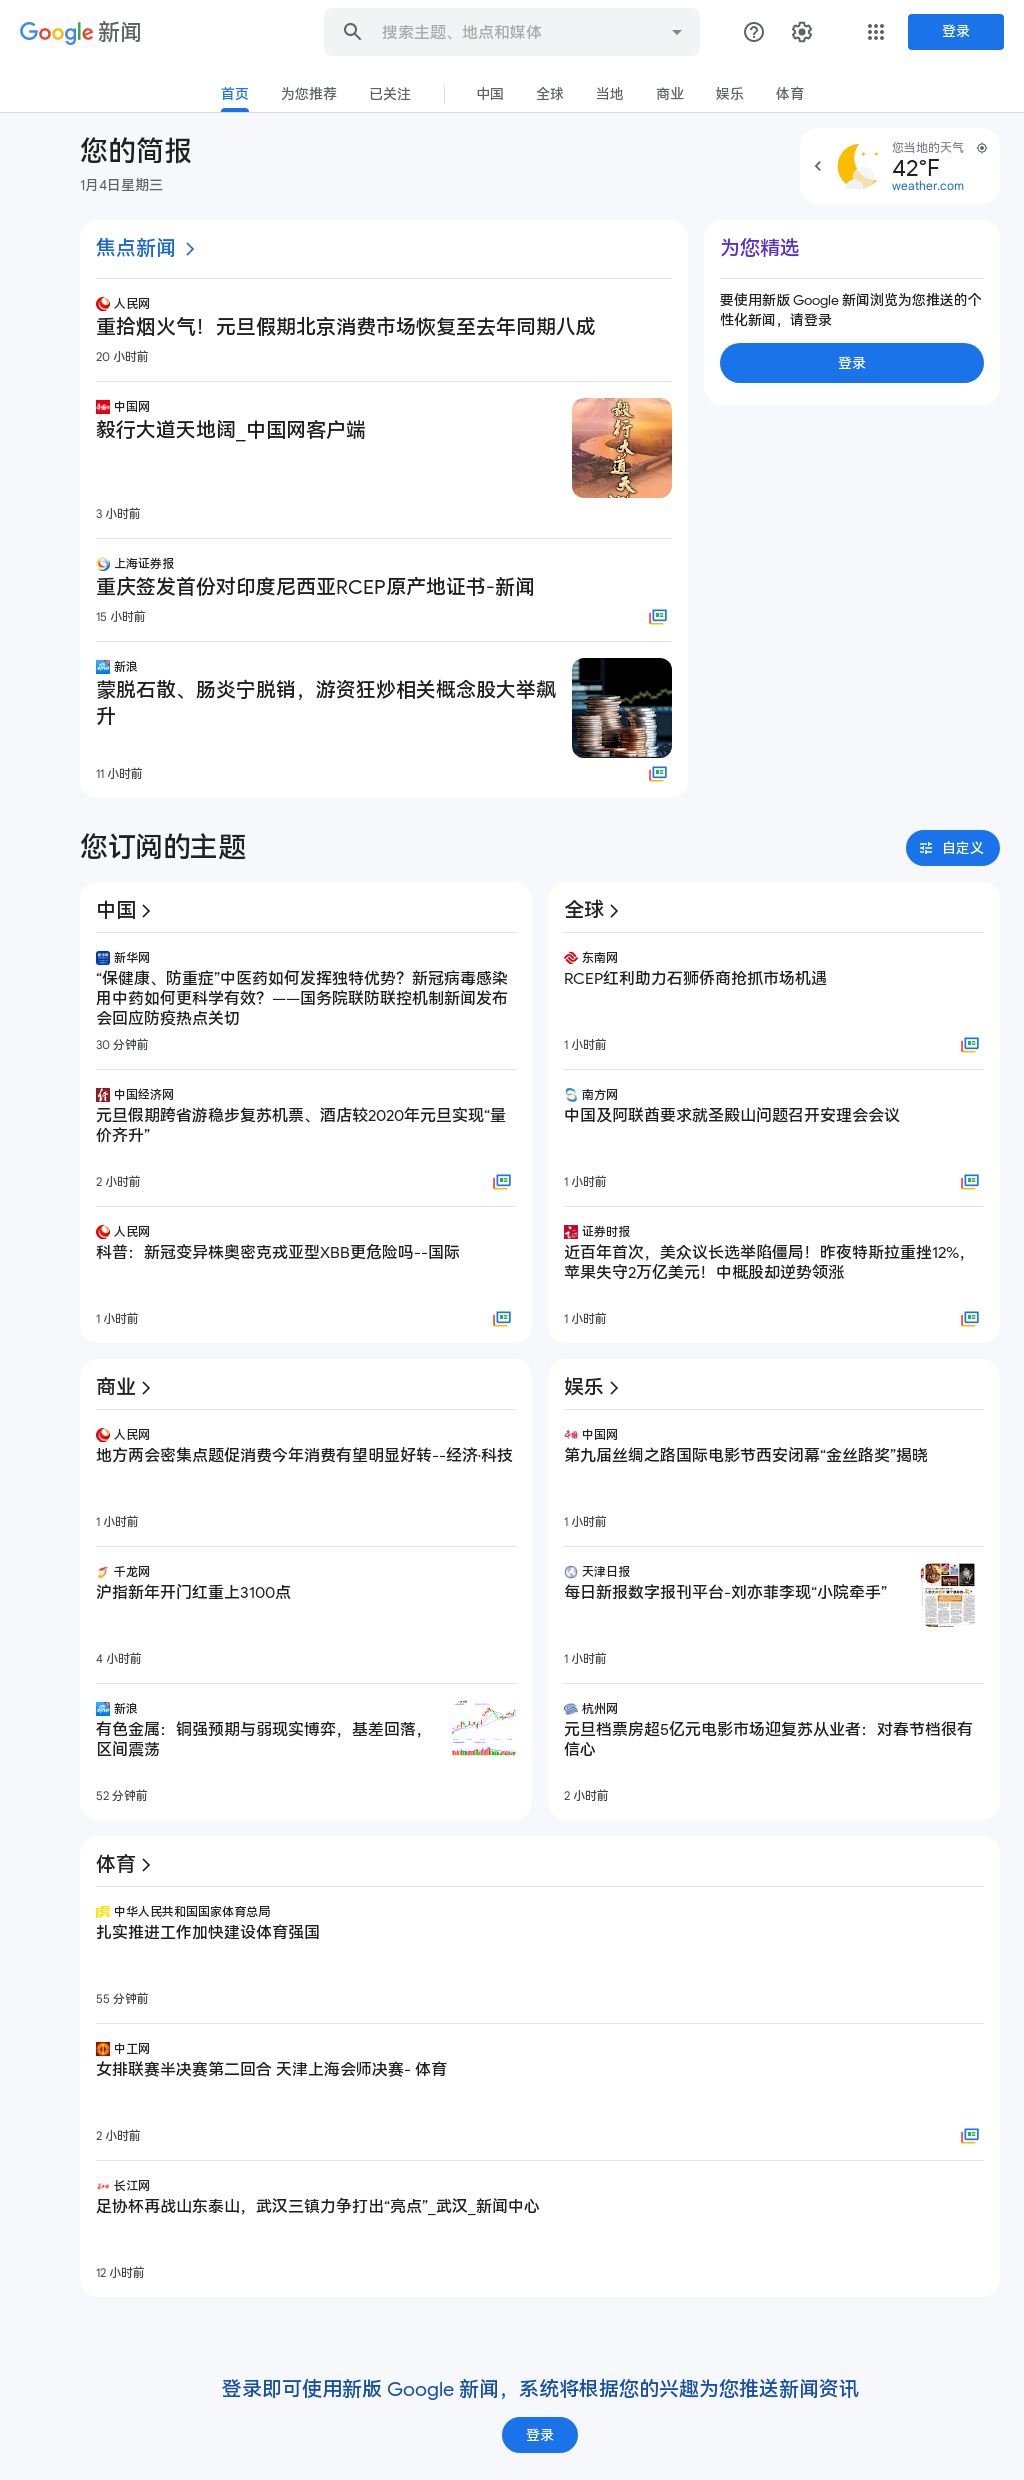 Google 新闻
搜索主题、地点和媒体
登录
首页 为您推荐 已关注 中国 全球 当地 商业 娱乐 体育
您的简报
1月4日星期三
您当地的天气
42°F
weather.com
焦点新闻
人民网
重拾烟火气！元旦假期北京消费市场恢复至去年同期八成
20 小时前
中国网
毅行大道天地阔_中国网客户端
毅行大道天
3 小时前
上海证券报
重庆签发首份对印度尼西亚RCEP原产地证书-新闻
15 小时前
新浪
蒙脱石散、肠炎宁脱销，游资狂炒相关概念股大举飙
升
11 小时前
为您精选
要使用新版 Google 新闻浏览为您推送的个
性化新闻，请登录
登录
您订阅的主题
自定义
中国
新华网
“保健康、防重症”中医药如何发挥独特优势？新冠病毒感染
用中药如何更科学有效？——国务院联防联控机制新闻发布
会回应防疫热点关切
30 分钟前
中国经济网
元旦假期跨省游稳步复苏机票、酒店较2020年元旦实现“量
价齐升”
2 小时前
人民网
科普：新冠变异株奥密克戎亚型XBB更危险吗--国际
1 小时前
全球
东南网
RCEP红利助力石狮侨商抢抓市场机遇
1 小时前
南方网
中国及阿联酋要求就圣殿山问题召开安理会会议
1 小时前
证券时报
近百年首次，美众议长选举陷僵局！昨夜特斯拉重挫12%，
苹果失守2万亿美元！中概股却逆势领涨
1 小时前
商业
人民网
地方两会密集点题促消费今年消费有望明显好转--经济·科技
1 小时前
千龙网
沪指新年开门红重上3100点
4 小时前
新浪
有色金属：铜强预期与弱现实博弈，基差回落，
区间震荡
52 分钟前
娱乐
中国网
第九届丝绸之路国际电影节西安闭幕“金丝路奖”揭晓
1 小时前
天津日报
每日新报数字报刊平台-刘亦菲李现“小院牵手”
1 小时前
杭州网
元旦档票房超5亿元电影市场迎复苏从业者：对春节档很有
信心
2 小时前
体育
中华人民共和国国家体育总局
扎实推进工作加快建设体育强国
55 分钟前
中工网
女排联赛半决赛第二回合 天津上海会师决赛- 体育
2 小时前
长江网
足协杯再战山东泰山，武汉三镇力争打出“亮点”_武汉_新闻中心
12 小时前
登录即可使用新版 Google 新闻，系统将根据您的兴趣为您推送新闻资讯
登录